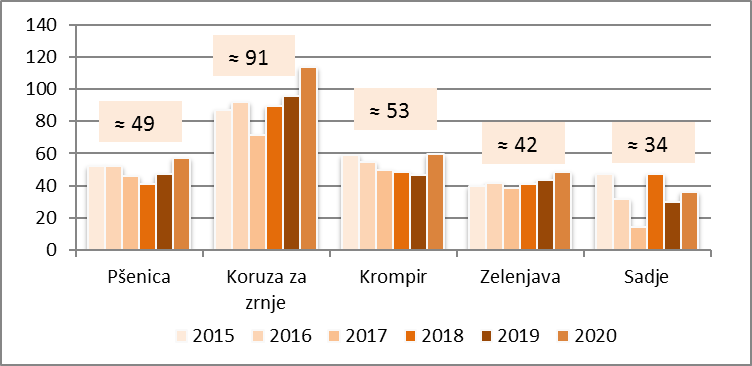 140
120
100
80
60
40
20
0
≈ 49
≈ 91
≈ 53
≈ 42
≈ 34
Pšenica
Koruza za
zrnje
Krompir
Zelenjava
Sadje
2015 2016 2017 2018 2019 2020